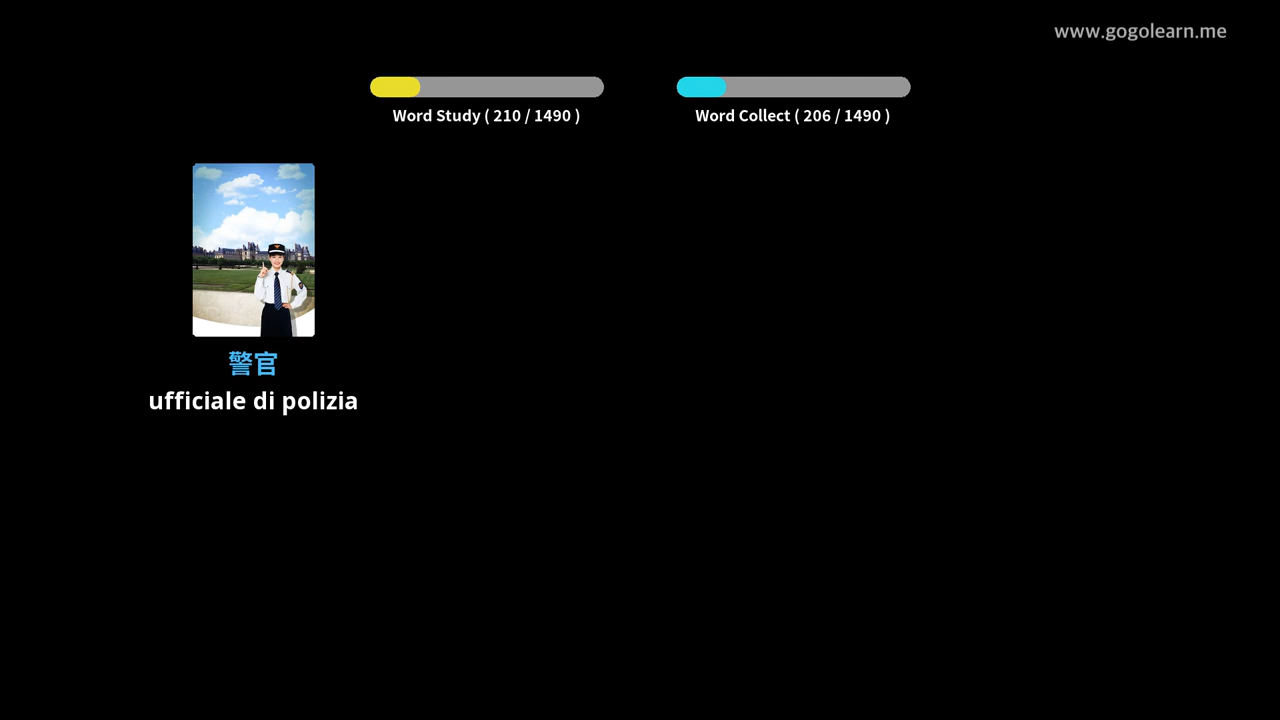 www.gogolearn.me
Word Study ( 210 / 1490 )
Word Collect ( 206 / 1490 )
警官
ufficiale di polizia